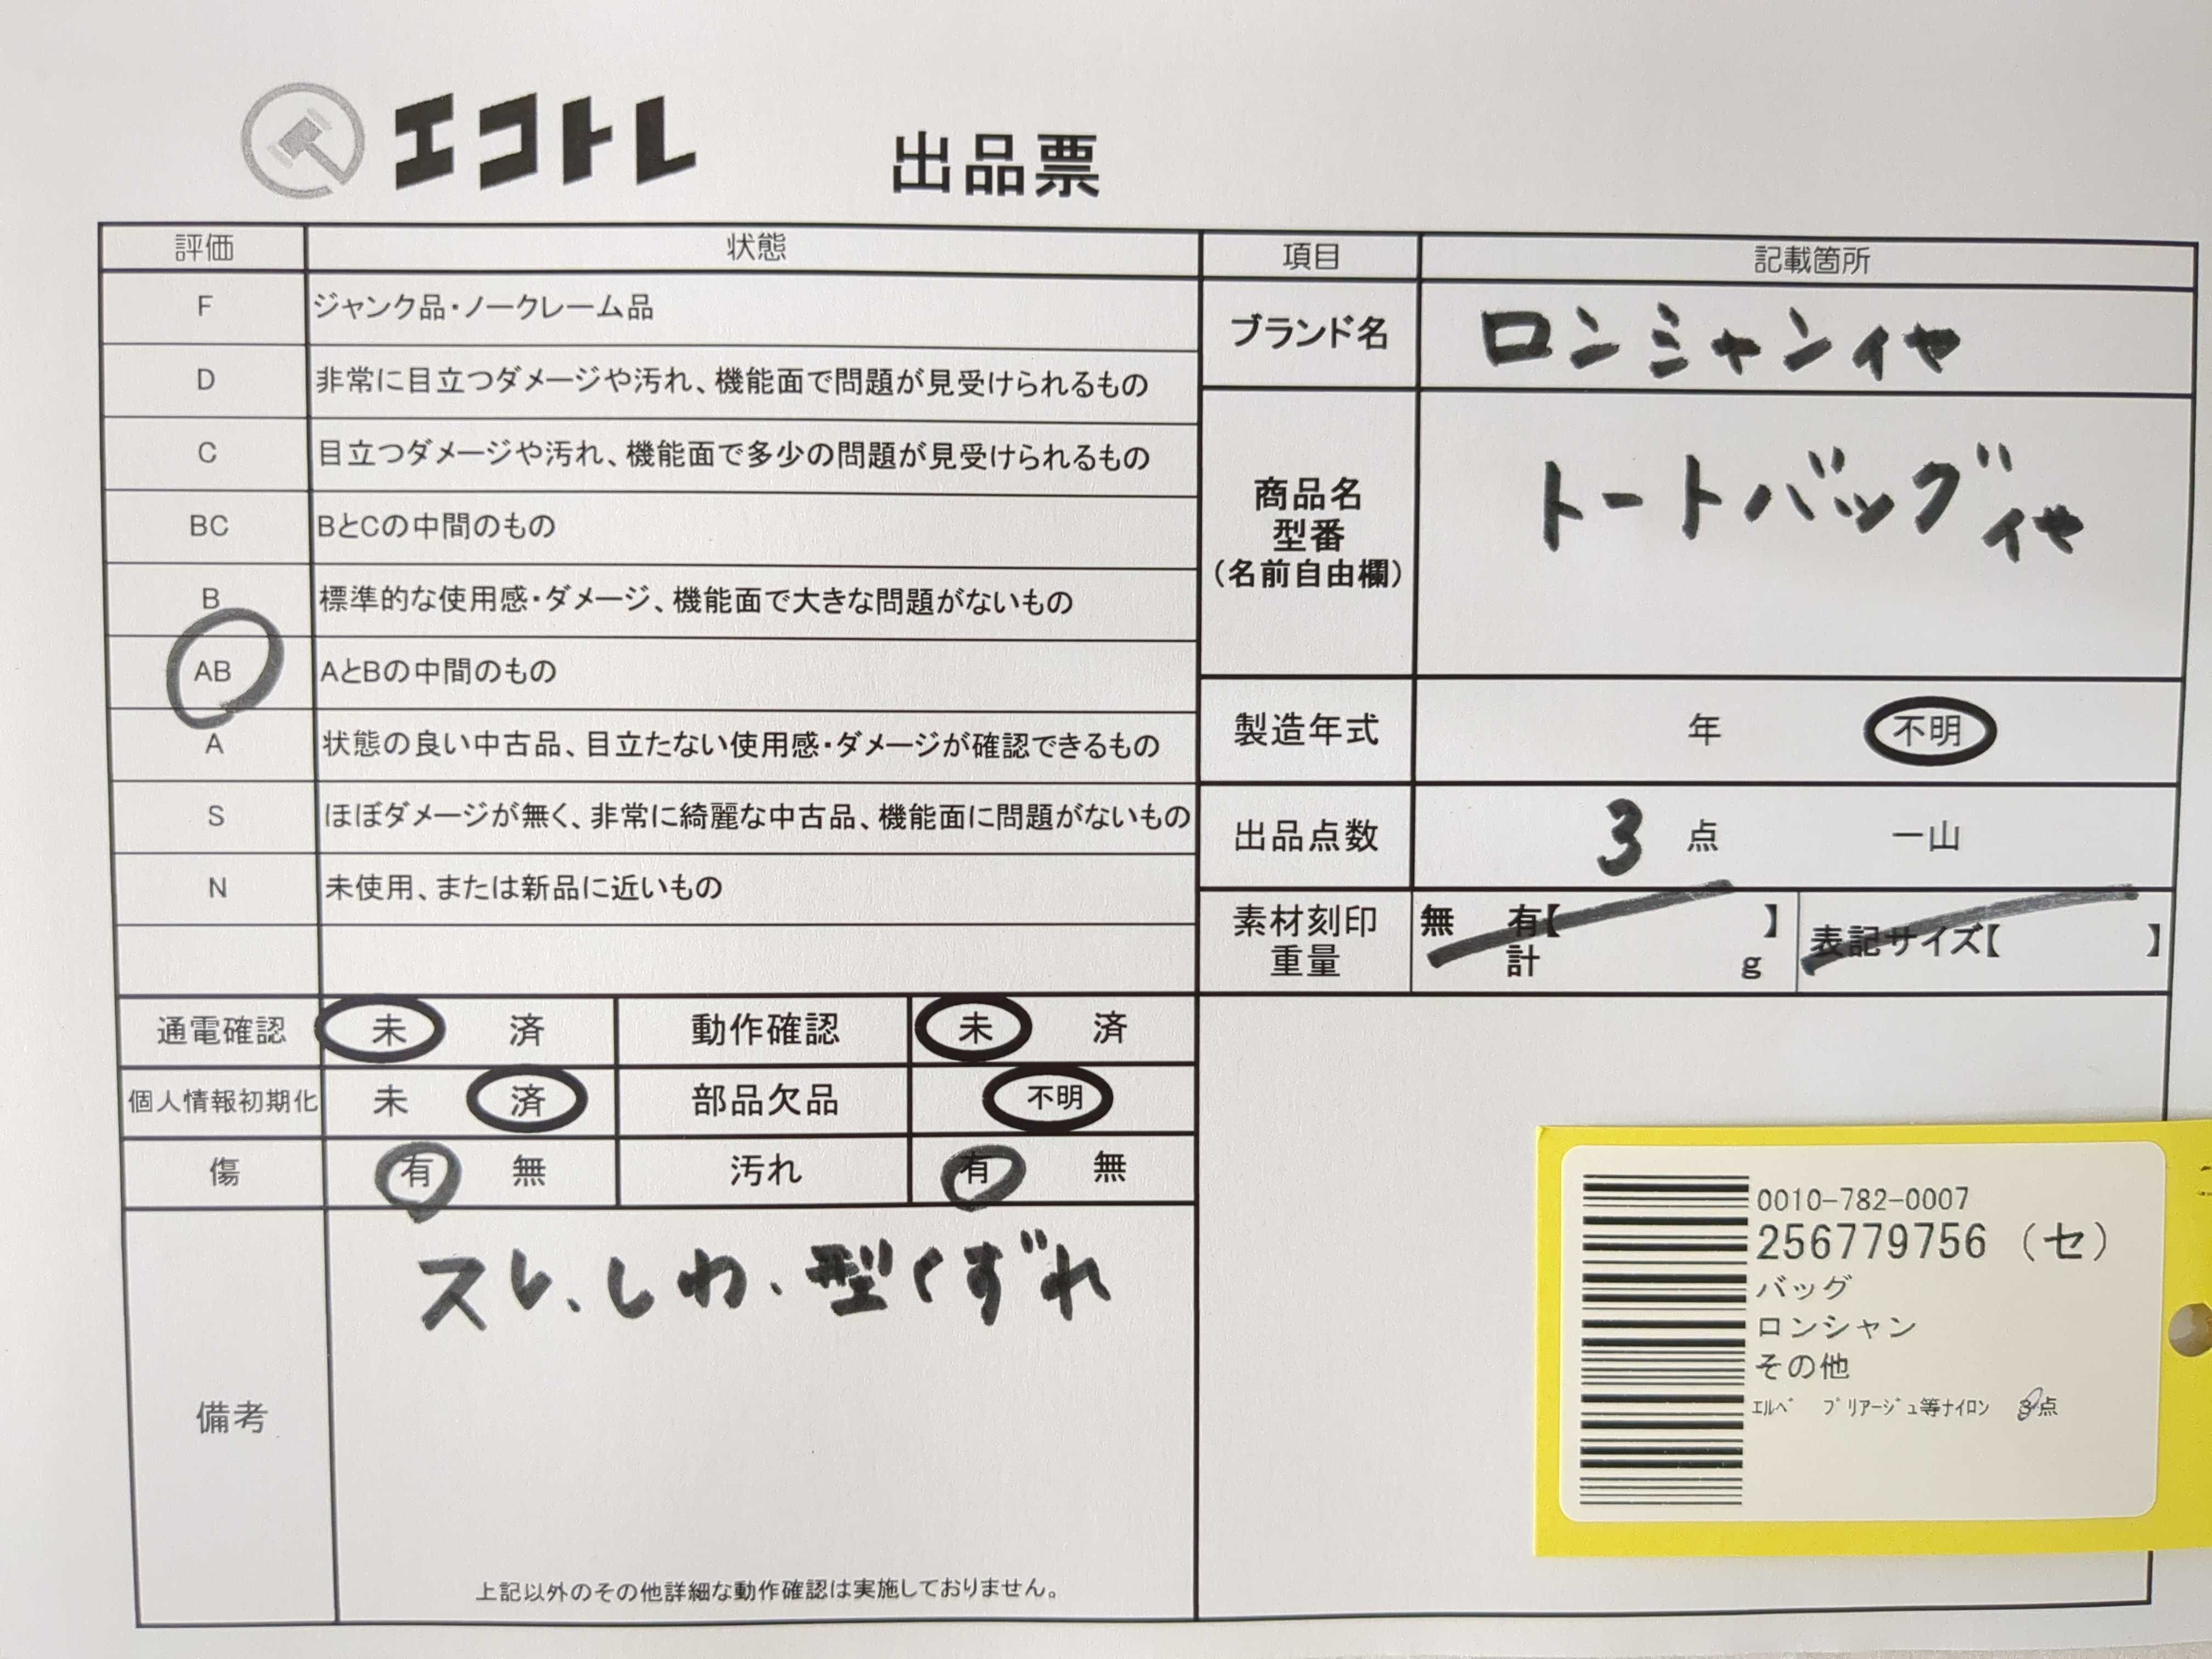 エコトレ 出品票
評価 状態
F ジャンク品・ノークレーム品
D 非常に目立つダメージや汚れ、機能面で問題が見受けられるもの
C 目立つダメージや汚れ、機能面で多少の問題が見受けられるもの
BC BとCの中間のもの
B 標準的な使用感・ダメージ、機能面で大きな問題がないもの
AB AとBの中間のもの
A 状態の良い中古品、目立たない使用感・ダメージが確認できるもの
S ほぼダメージが無く、非常に綺麗な中古品、機能面に問題がないもの
N 未使用、または新品に近いもの
通電確認 未 済 動作確認 未 済
個人情報初期化 未 済 部品欠品 不明
傷 有 無 汚れ 有 無
備考
スレ、しわ、型くずれ
上記以外のその他詳細な動作確認は実施しておりません。
項目 記載箇所
ブランド名 ロンシャン他
商品名
型番
(名前自由欄)
トートバッグ他
製造年式 年 不明
出品点数 3 点 一山
素材刻印 無 有【 】 表記サイズ【 】
重量 計 g
0010-782-0007
256779756 (セ)
バッグ
ロンシャン
その他
ｴﾙﾍﾞ ﾌﾟﾘｱｰｼﾞｭ等ﾅｲﾛﾝ 点